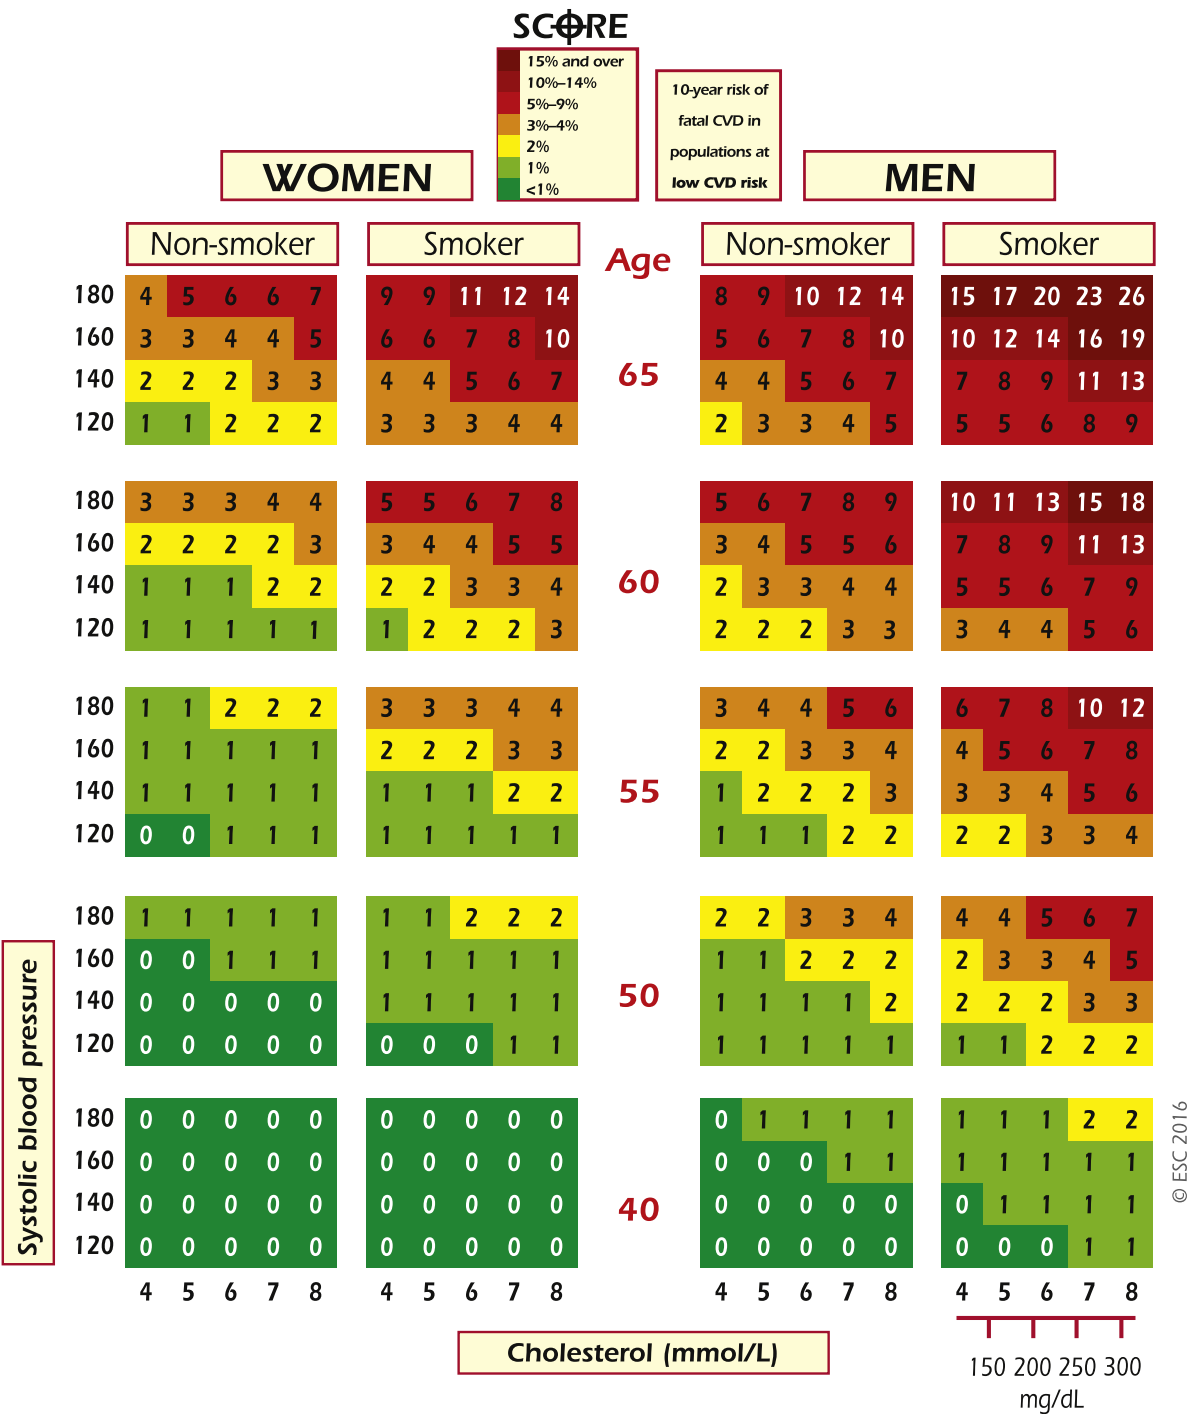 SCORE
15% and over
10%–14%
5%–9%
3%–4%
2%
1%
<1%
10-year risk of
fatal CVD in
populations at
low CVD risk
WOMEN
MEN
Non-smoker
Smoker
Age
Non-smoker
Smoker
180 4 5 6 6 7 9 9 11 12 14 8 9 10 12 14 15 17 20 23 26
160 3 3 4 4 5 6 6 7 8 10 5 6 7 8 10 10 12 14 16 19
65
140 2 2 2 3 3 4 4 5 6 7 4 4 5 6 7 7 8 9 11 13
120 1 1 2 2 2 3 3 3 4 4 2 3 3 4 5 5 5 6 8 9
180 3 3 3 4 4 5 5 6 7 8 5 6 7 8 9 10 11 13 15 18
160 2 2 2 2 3 3 4 4 5 5 3 4 5 5 6 7 8 9 11 13
60
140 1 1 1 2 2 2 2 3 3 4 2 3 3 4 4 5 5 6 7 9
120 1 1 1 1 1 1 2 2 2 3 2 2 2 3 3 3 4 4 5 6
180 1 1 2 2 2 3 3 3 4 4 3 4 4 5 6 6 7 8 10 12
160 1 1 1 1 1 2 2 2 3 3 2 2 3 3 4 4 5 6 7 8
55
140 1 1 1 1 1 1 1 1 2 2 1 2 2 2 3 3 3 4 5 6
120 0 0 1 1 1 1 1 1 1 1 1 1 1 2 2 2 2 3 3 4
180 1 1 1 1 1 1 1 2 2 2 2 2 3 3 4 4 4 5 6 7
160 0 0 1 1 1 1 1 1 1 1 1 1 2 2 2 2 3 3 4 5
50
140 0 0 0 0 0 1 1 1 1 1 1 1 1 1 2 2 2 2 3 3
120 0 0 0 0 0 0 0 0 1 1 1 1 1 1 1 1 1 2 2 2
180 0 0 0 0 0 0 0 0 0 0 0 1 1 1 1 1 1 1 2 2
160 0 0 0 0 0 0 0 0 0 0 0 0 0 1 1 1 1 1 1 1
40
140 0 0 0 0 0 0 0 0 0 0 0 0 0 0 0 0 1 1 1 1
120 0 0 0 0 0 0 0 0 0 0 0 0 0 0 0 0 0 0 1 1
4 5 6 7 8 4 5 6 7 8 4 5 6 7 8 4 5 6 7 8
Systolic blood pressure
Cholesterol (mmol/L)
150 200 250 300
mg/dL
© ESC 2016